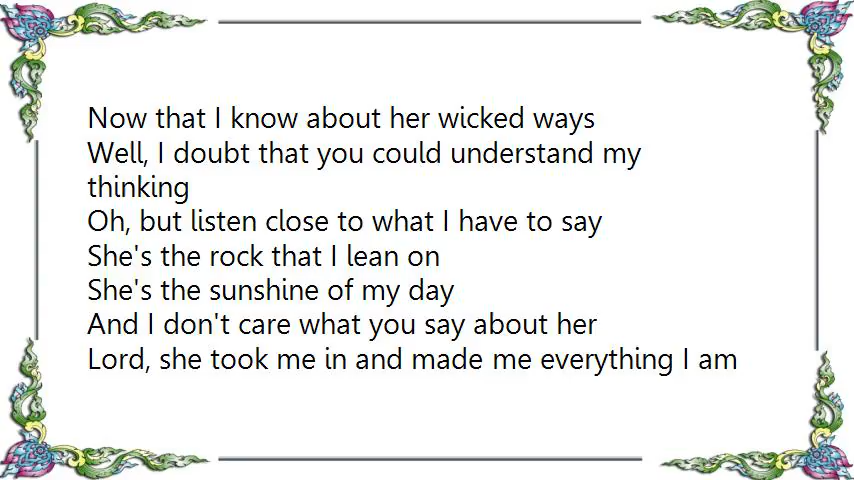 Now that I know about her wicked ways
Well, I doubt that you could understand my
thinking
Oh, but listen close to what I have to say
She's the rock that I lean on
She's the sunshine of my day
And I don't care what you say about her
Lord, she took me in and made me everything I am